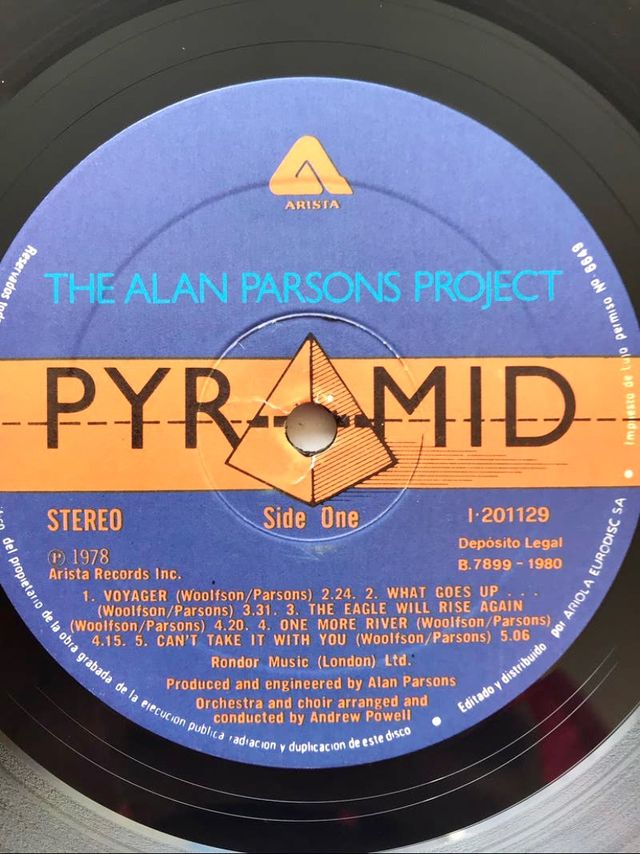 ARISTA
THE ALAN PARSONS PROJECT
PYRAMID
STEREO
Side One
I·201129
Depósito Legal
B.7899 - 1980
Ⓟ 1978
Arista Records Inc.
1. VOYAGER (Woolfson/Parsons) 2.24. 2. WHAT GOES UP . . .
(Woolfson/Parsons) 3.31. 3. THE EAGLE WILL RISE AGAIN
(Woolfson/Parsons) 4.20. 4. ONE MORE RIVER (Woolfson/Parsons)
4.15. 5. CAN'T TAKE IT WITH YOU (Woolfson/Parsons) 5.06
Rondor Music (London) Ltd.
Produced and engineered by Alan Parsons
Orchestra and choir arranged and
conducted by Andrew Powell
Reservados
del propietario de la obra grabada de la ejecucion publica radiacion y duplicacion de este disco
Editado y distribuido por ARIOLA EURODISC SA
Impuesto de Lujo permiso Nº 6649